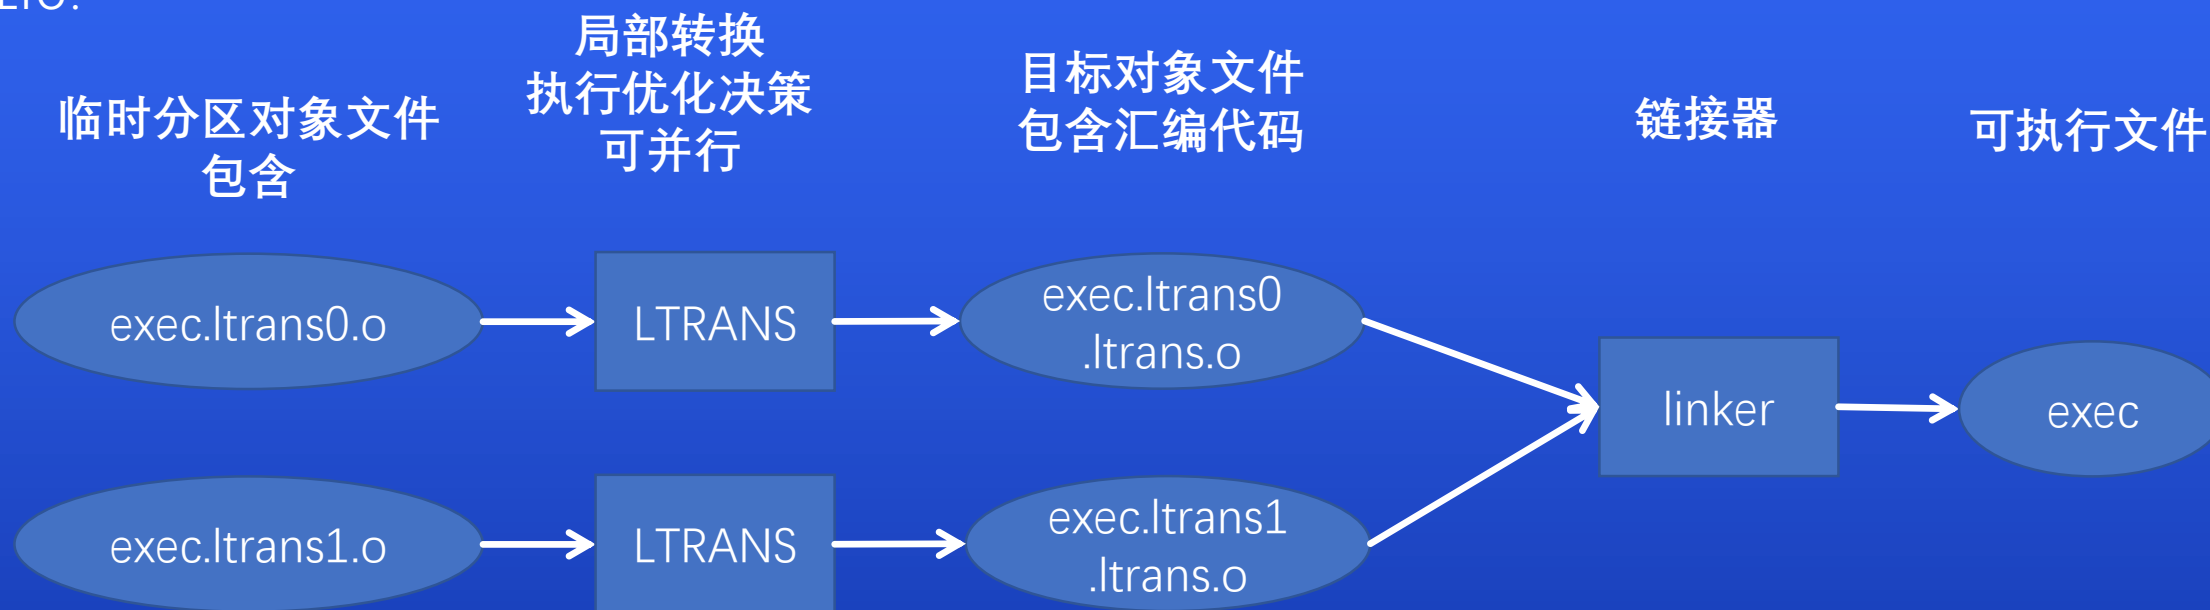 局部转换
执行优化决策
可并行
临时分区对象文件
包含
目标对象文件
包含汇编代码
链接器
可执行文件
exec.ltrans0.o
LTRANS
exec.ltrans0
.ltrans.o
linker
exec
exec.ltrans1.o
LTRANS
exec.ltrans1
.ltrans.o